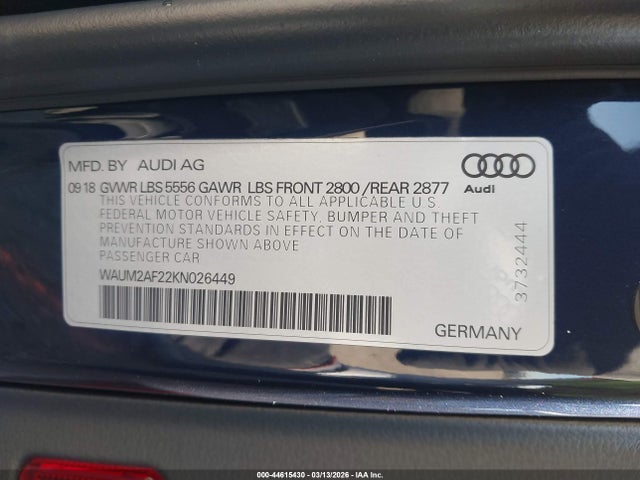 MFD. BY AUDI AG
09 18 GVWR LBS 5556 GAWR LBS FRONT 2800 / REAR 2877
Audi
THIS VEHICLE CONFORMS TO ALL APPLICABLE U S
FEDERAL MOTOR VEHICLE SAFETY, BUMPER AND THEFT
PREVENTION STANDARDS IN EFFECT ON THE DATE OF
MANUFACTURE SHOWN ABOVE
PASSENGER CAR
WAUM2AF22KN026449
3732444
GERMANY
000-44615430 - 03/13/2026 - IAAI.com